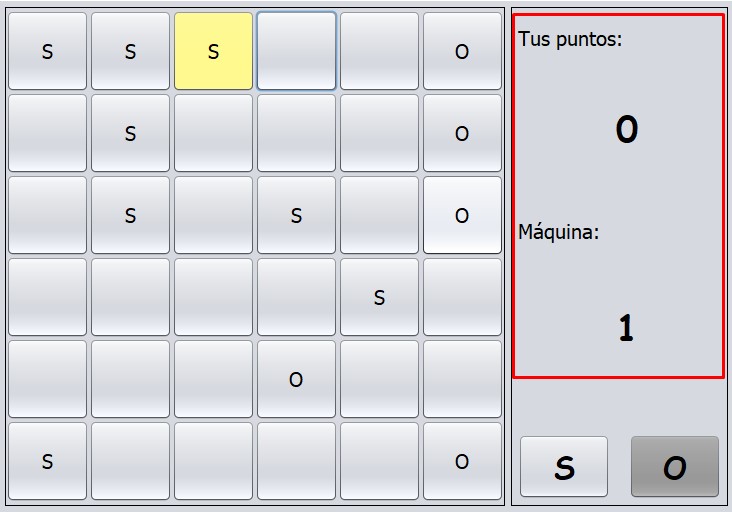 S S S O
S O
S S O
S
O
S O
Tus puntos:
0
Máquina:
1
S O